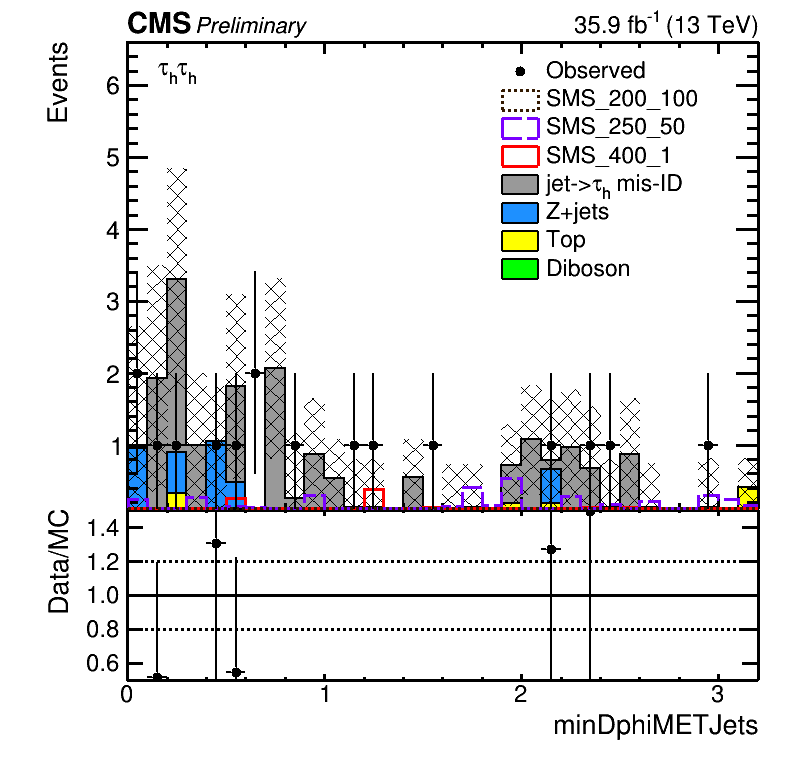 CMS Preliminary 35.9 fb⁻¹ (13 TeV)
Events
τₕτₕ
Observed
SMS_200_100
SMS_250_50
SMS_400_1
jet->τₕ mis-ID
Z+jets
Top
Diboson
6
5
4
3
2
1
Data/MC
1.4
1.2
1.0
0.8
0.6
0 1 2 3
minDphiMETJets